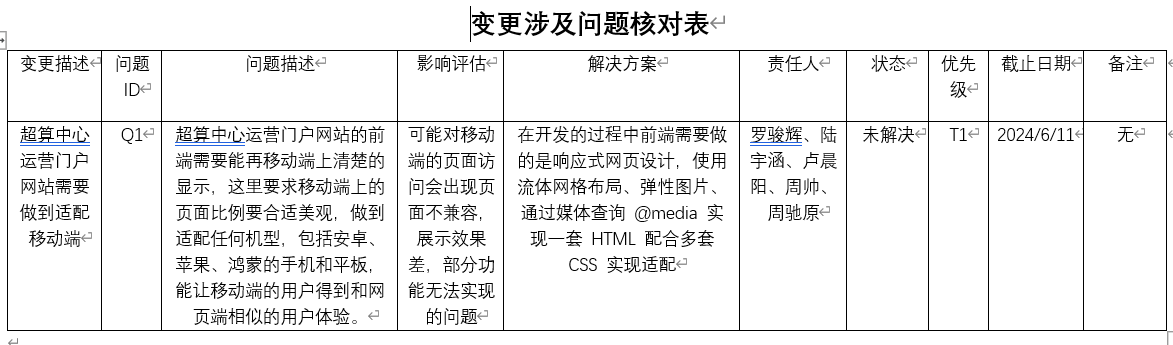 变更涉及问题核对表
变更描述
问题
ID
问题描述
影响评估
解决方案
责任人
状态
优先
级
截止日期
备注
超算中心
运营门户
网站需要
做到适配
移动端
Q1
超算中心运营门户网站的前
端需要能再移动端上清楚的
显示，这里要求移动端上的
页面比例要合适美观，做到
适配任何机型，包括安卓、
苹果、鸿蒙的手机和平板，
能让移动端的用户得到和网
页端相似的用户体验。
可能对移动
端的页面访
问会出现页
面不兼容，
展示效果
差，部分功
能无法实现
的问题
在开发的过程中前端需要做
的是响应式网页设计，使用
流体网格布局、弹性图片、
通过媒体查询 @media 实
现一套 HTML 配合多套
CSS 实现适配
罗骏辉、陆
宇涵、卢晨
阳、周帅、
周驰原
未解决
T1
2024/6/11
无